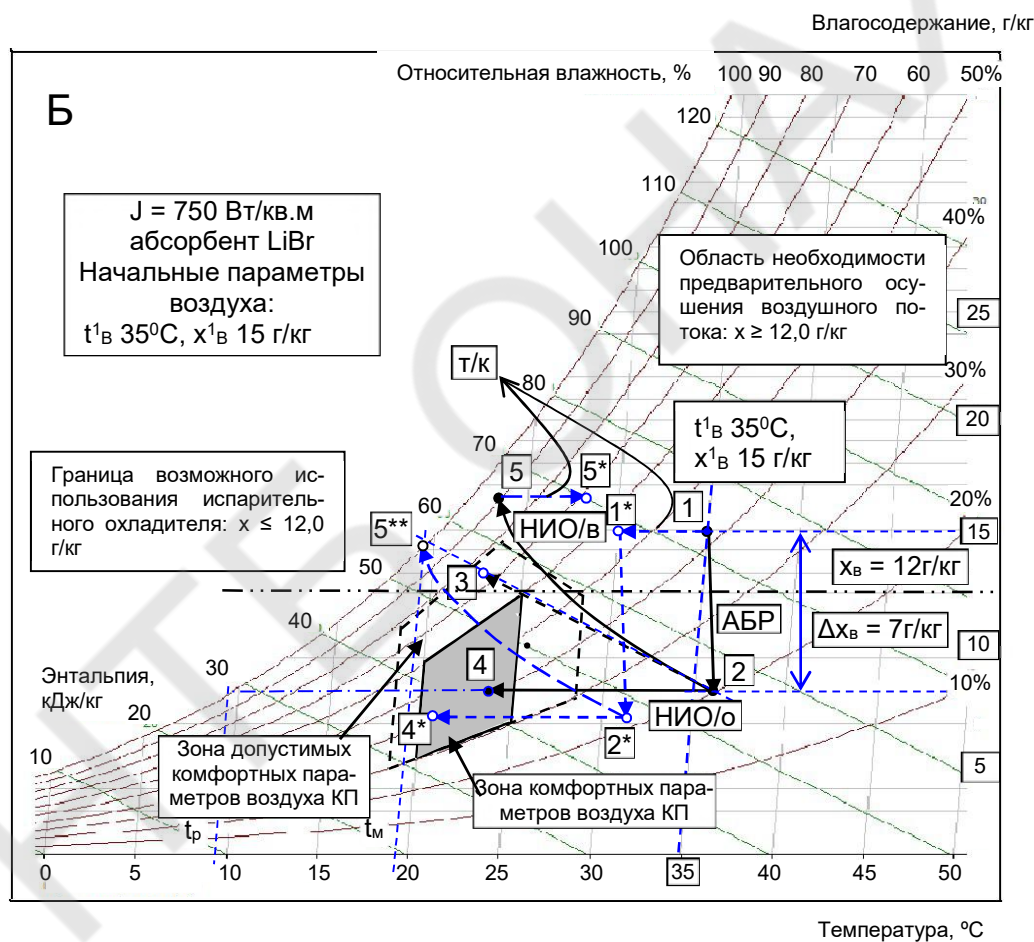 Влагосодержание, г/кг
Относительная влажность, %
100 90 80 70 60 50%
Б
120
J = 750 Вт/кв.м
абсорбент LiBr
Начальные параметры
воздуха:
t¹в 35⁰С, х¹в 15 г/кг
110
40%
100
Область необходимости
предварительного осу-
шения воздушного по-
тока: х ≥ 12,0 г/кг
25
90
30%
т/к
80
20
t¹в 35⁰С,
х¹в 15 г/кг
Граница возможного ис-
пользования испаритель-
ного охладителя: х ≤ 12,0
г/кг
70
5
5*
20%
60
5**
НИО/в
1*
1
15
50
3
хв = 12г/кг
40
АБР
Δхв = 7г/кг
10
Энтальпия,
кДж/кг
30
4
2
10%
20
4*
НИО/о
2*
10
Зона допустимых
комфортных пара-
метров воздуха КП
Зона комфортных пара-
метров воздуха КП
5
tр
tм
0 5 10 15 20 25 30 35 40 45 50
Температура, ºС
НТБ ОНАХ